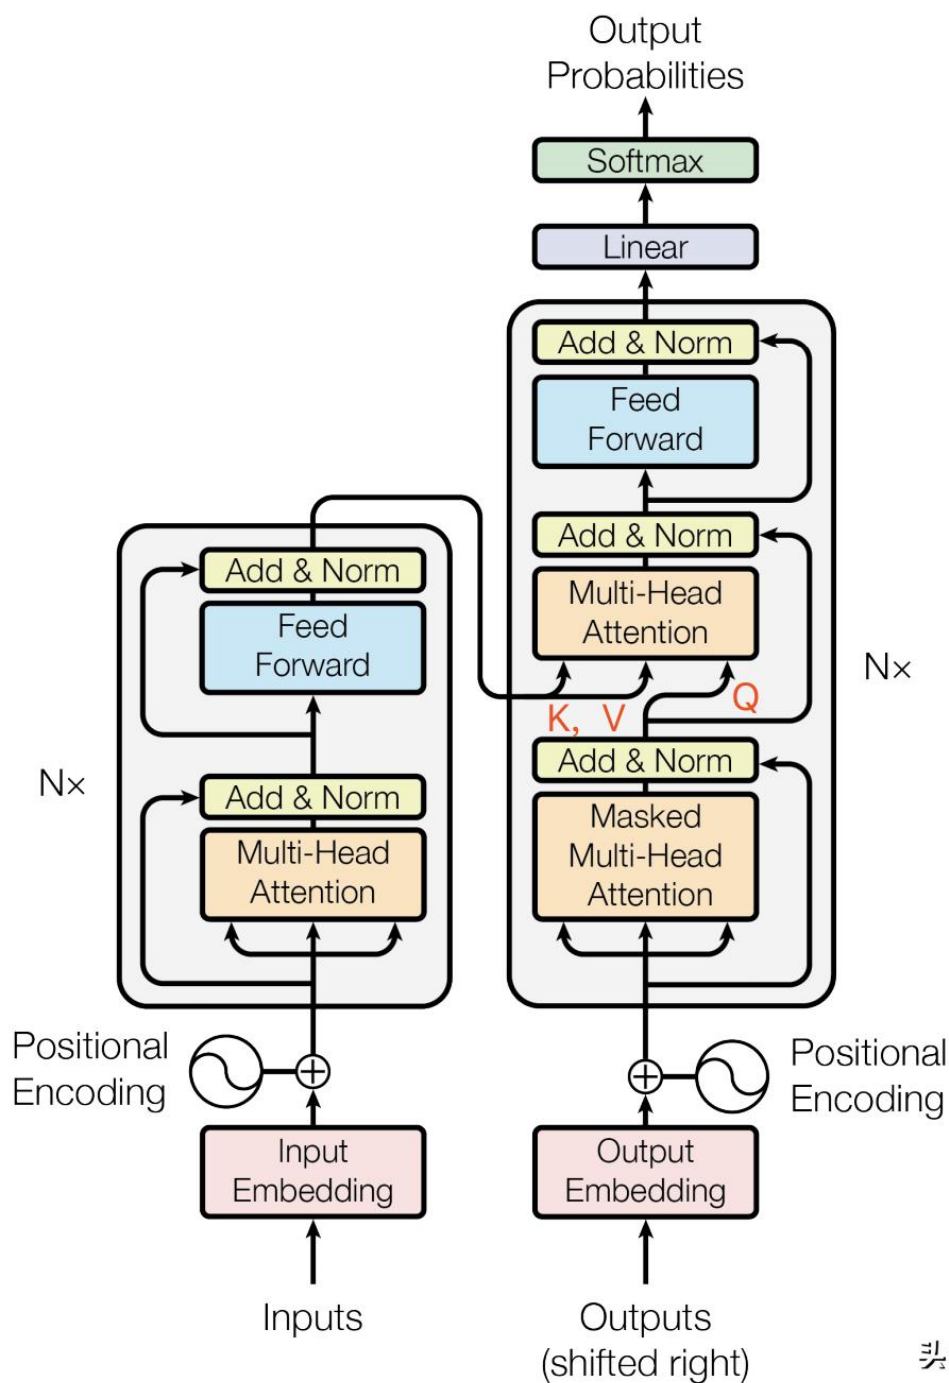 Output
Probabilities
Softmax
Linear
Add & Norm
Feed
Forward
Add & Norm
Multi-Head
Attention
K, V
Q
Nx
Add & Norm
Masked
Multi-Head
Attention
Add & Norm
Feed
Forward
Nx
Add & Norm
Multi-Head
Attention
Positional
Encoding
Positional
Encoding
Input
Embedding
Output
Embedding
Inputs
Outputs
(shifted right)
头